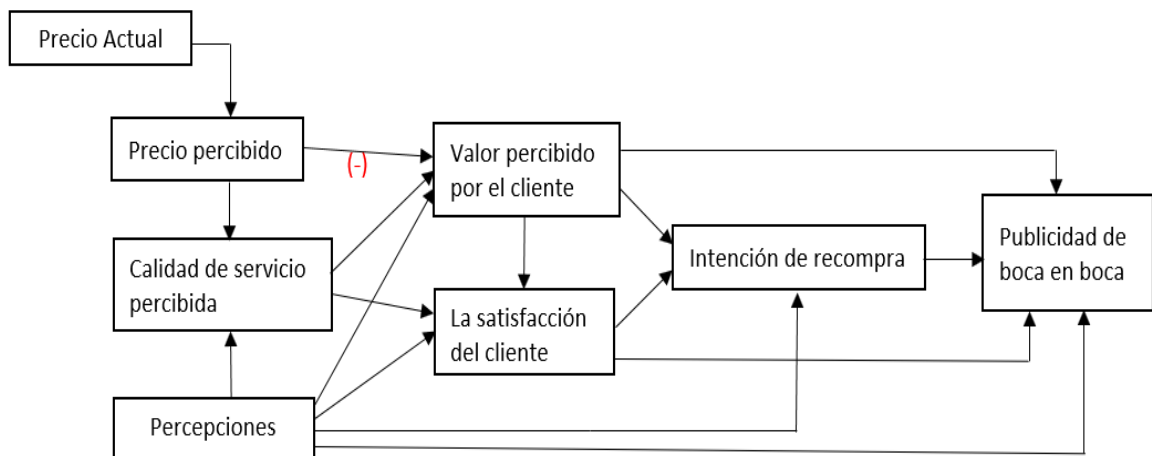 Precio Actual
Precio percibido
(-)
Valor percibido
por el cliente
Calidad de servicio
percibida
La satisfacción
del cliente
Intención de recompra
Publicidad de
boca en boca
Percepciones